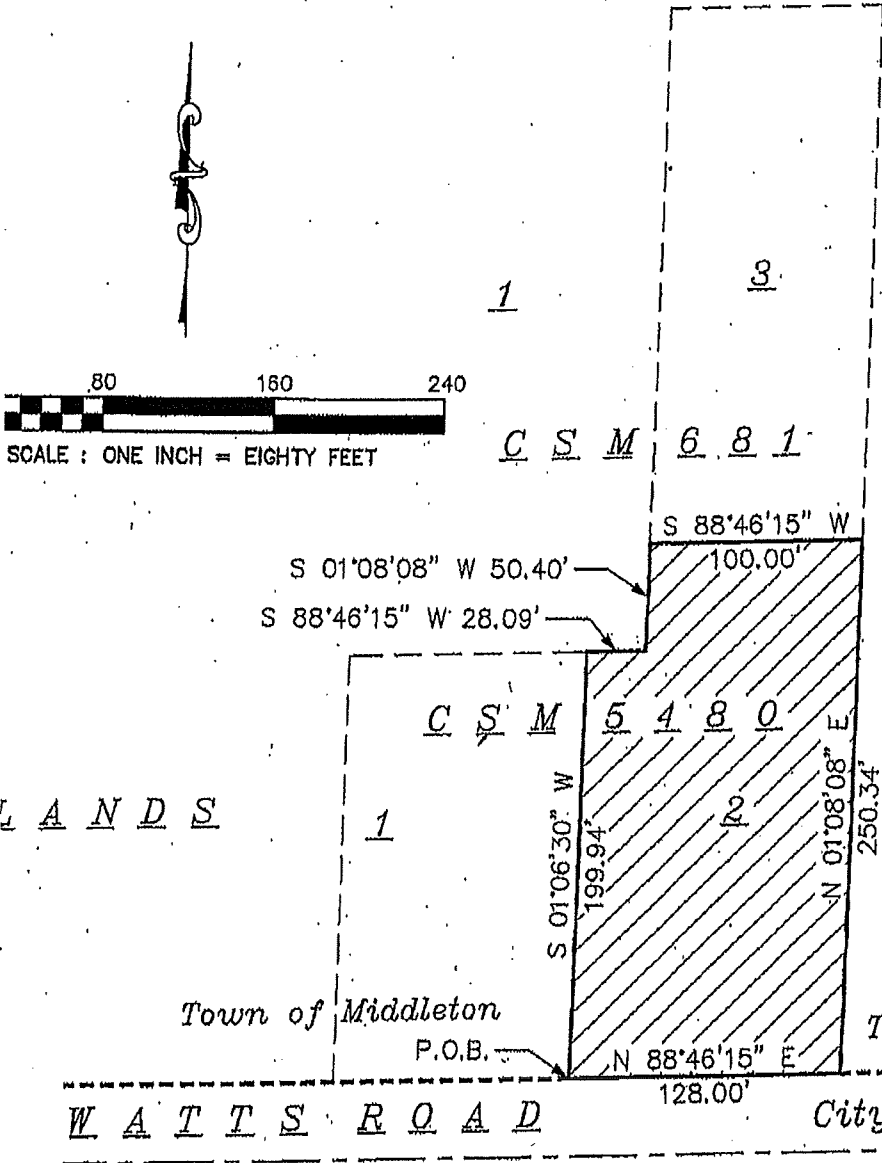 3
1
80 160 240
SCALE : ONE INCH = EIGHTY FEET
C S M 6 8 1
S 88°46'15" W
100.00'
S 01°08'08" W 50.40'
S 88°46'15" W 28.09'
C S M 5 4 8 0
L A N D S
1
2
S 01°06'30" W
199.94'
N 01°08'08" E
250.34'
Town of Middleton
T
P.O.B.
N 88°46'15" E
128.00'
W A T T S R O A D
City